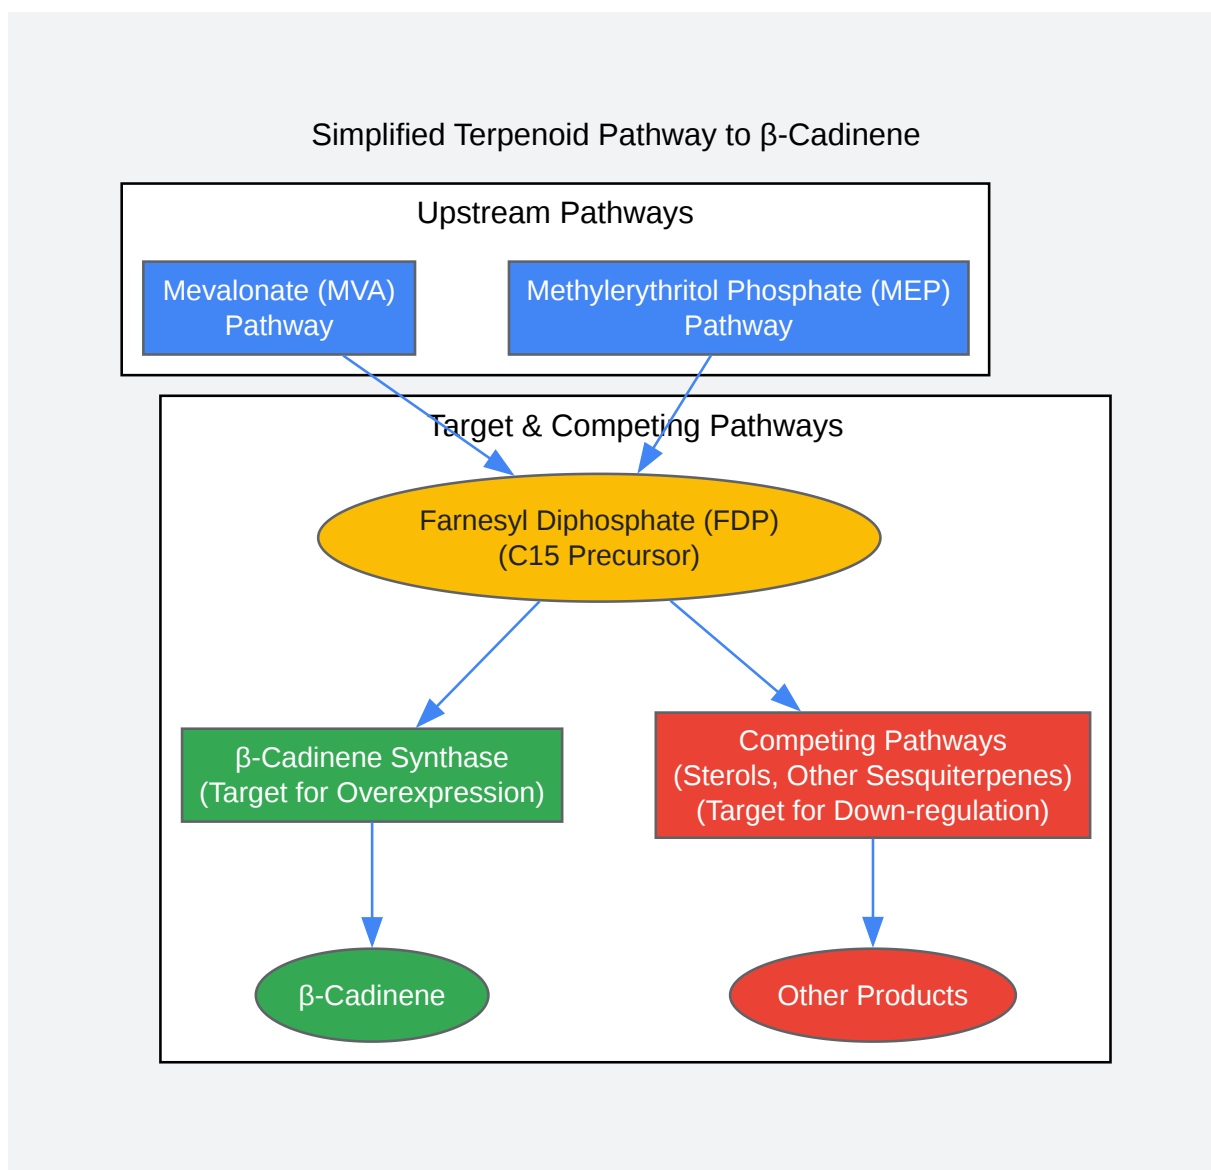 Simplified Terpenoid Pathway to β-Cadinene
Upstream Pathways
Mevalonate (MVA)
Pathway
Methylerythritol Phosphate (MEP)
Pathway
Target & Competing Pathways
Farnesyl Diphosphate (FDP)
(C15 Precursor)
β-Cadinene Synthase
(Target for Overexpression)
Competing Pathways
(Sterols, Other Sesquiterpenes)
(Target for Down-regulation)
β-Cadinene
Other Products